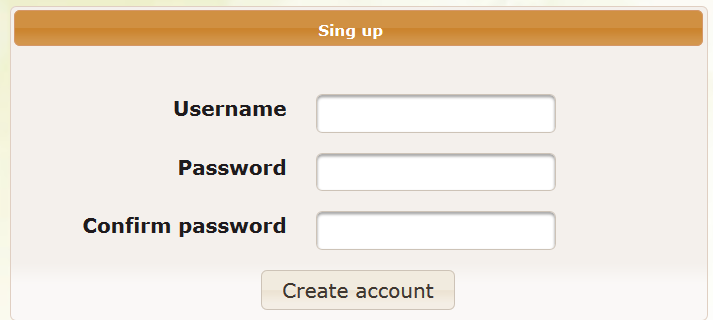 Sing up
Username
Password
Confirm password
Create account